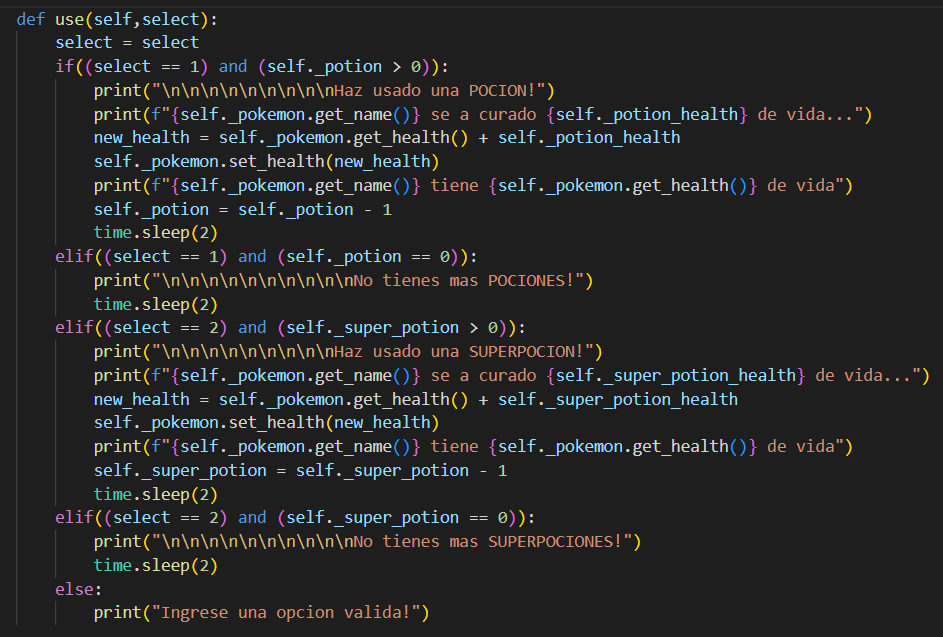 def use(self,select):
    select = select
    if((select == 1) and (self._potion > 0)):
        print("\n\n\n\n\n\n\n\n\nHaz usado una POCION!")
        print(f"{self._pokemon.get_name()} se a curado {self._potion_health} de vida...")
        new_health = self._pokemon.get_health() + self._potion_health
        self._pokemon.set_health(new_health)
        print(f"{self._pokemon.get_name()} tiene {self._pokemon.get_health()} de vida")
        self._potion = self._potion - 1
        time.sleep(2)
    elif((select == 1) and (self._potion == 0)):
        print("\n\n\n\n\n\n\n\n\n\nNo tienes mas POCIONES!")
        time.sleep(2)
    elif((select == 2) and (self._super_potion > 0)):
        print("\n\n\n\n\n\n\n\n\nHaz usado una SUPERPOCION!")
        print(f"{self._pokemon.get_name()} se a curado {self._super_potion_health} de vida...")
        new_health = self._pokemon.get_health() + self._super_potion_health
        self._pokemon.set_health(new_health)
        print(f"{self._pokemon.get_name()} tiene {self._pokemon.get_health()} de vida")
        self._super_potion = self._super_potion - 1
        time.sleep(2)
    elif((select == 2) and (self._super_potion == 0)):
        print("\n\n\n\n\n\n\n\n\n\nNo tienes mas SUPERPOCIONES!")
        time.sleep(2)
    else:
        print("Ingrese una opcion valida!")